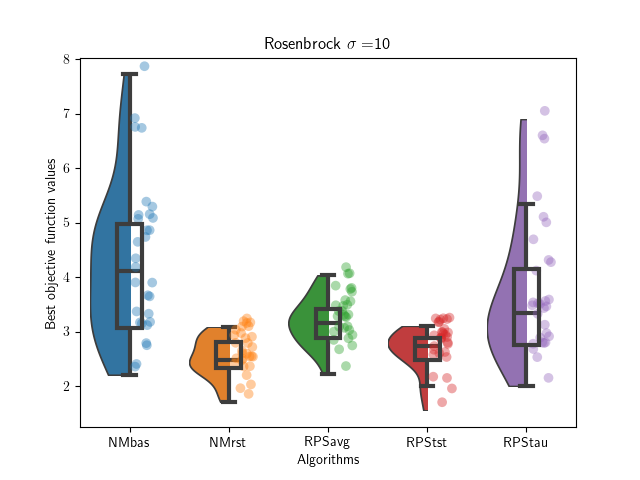 Rosenbrock σ =10
Best objective function values
8
7
6
5
4
3
2
NMbas NMrst RPSavg RPStst RPStau
Algorithms